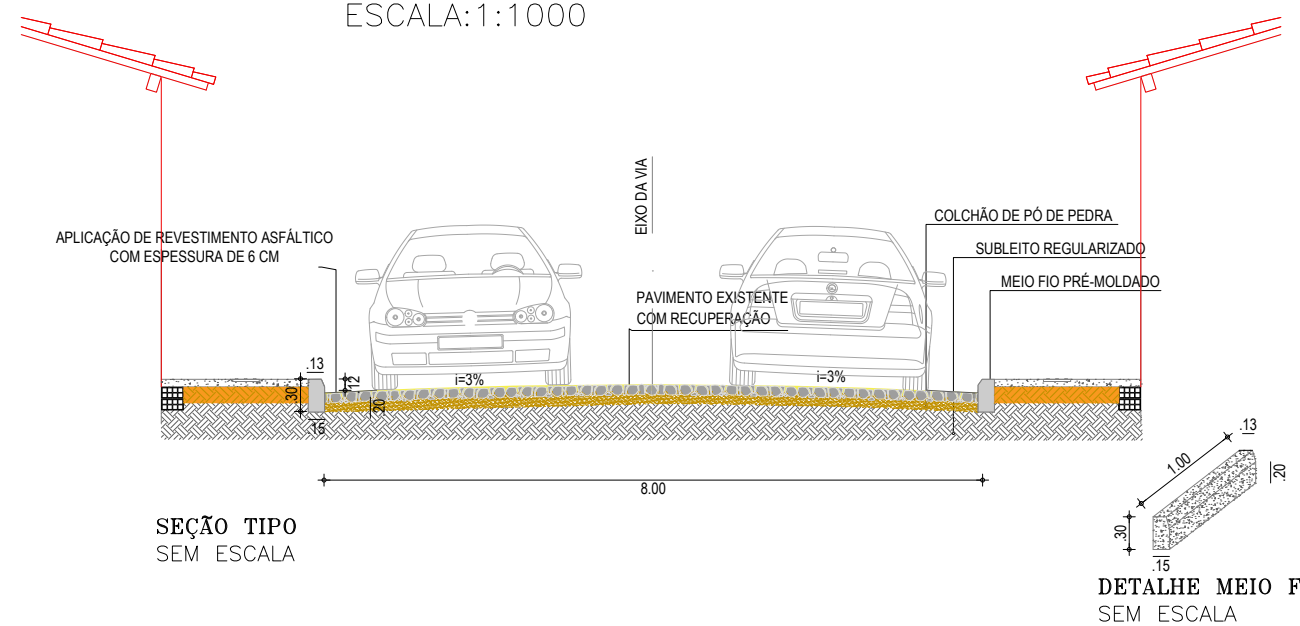 ESCALA:1:1000
EIXO DA VIA
APLICAÇÃO DE REVESTIMENTO ASFÁLTICO
COM ESPESSURA DE 6 CM
COLCHÃO DE PÓ DE PEDRA
SUBLEITO REGULARIZADO
MEIO FIO PRÉ-MOLDADO
PAVIMENTO EXISTENTE
COM RECUPERAÇÃO
.13
.30
12
i=3%
i=3%
.20
.15
8.00
SEÇÃO TIPO
SEM ESCALA
.13
1.00
.20
.30
.15
DETALHE MEIO F
SEM ESCALA